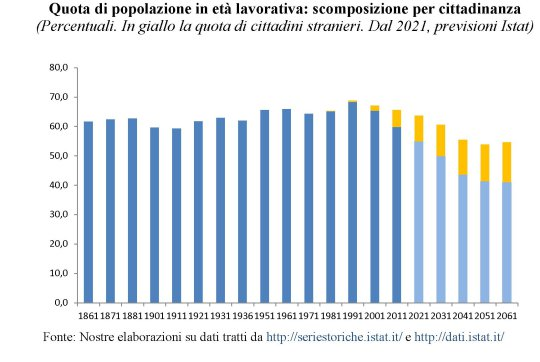 Quota di popolazione in età lavorativa: scomposizione per cittadinanza
(Percentuali. In giallo la quota di cittadini stranieri. Dal 2021, previsioni Istat)
80,0
70,0
60,0
50,0
40,0
30,0
20,0
10,0
0,0
1861 1871 1881 1901 1911 1921 1931 1936 1951 1961 1971 1981 1991 2001 2011 2021 2031 2041 2051 2061
Fonte: Nostre elaborazioni su dati tratti da http://seriestoriche.istat.it/ e http://dati.istat.it/